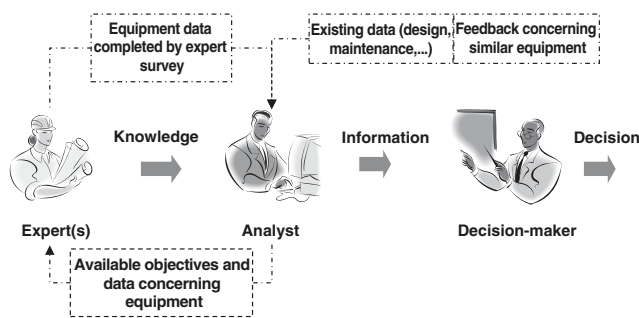 Equipment data
completed by expert
survey
Existing data (design,
maintenance,...)
Feedback concerning
similar equipment
Knowledge
Information
Decision
Expert(s)
Analyst
Decision-maker
Available objectives and
data concerning
equipment